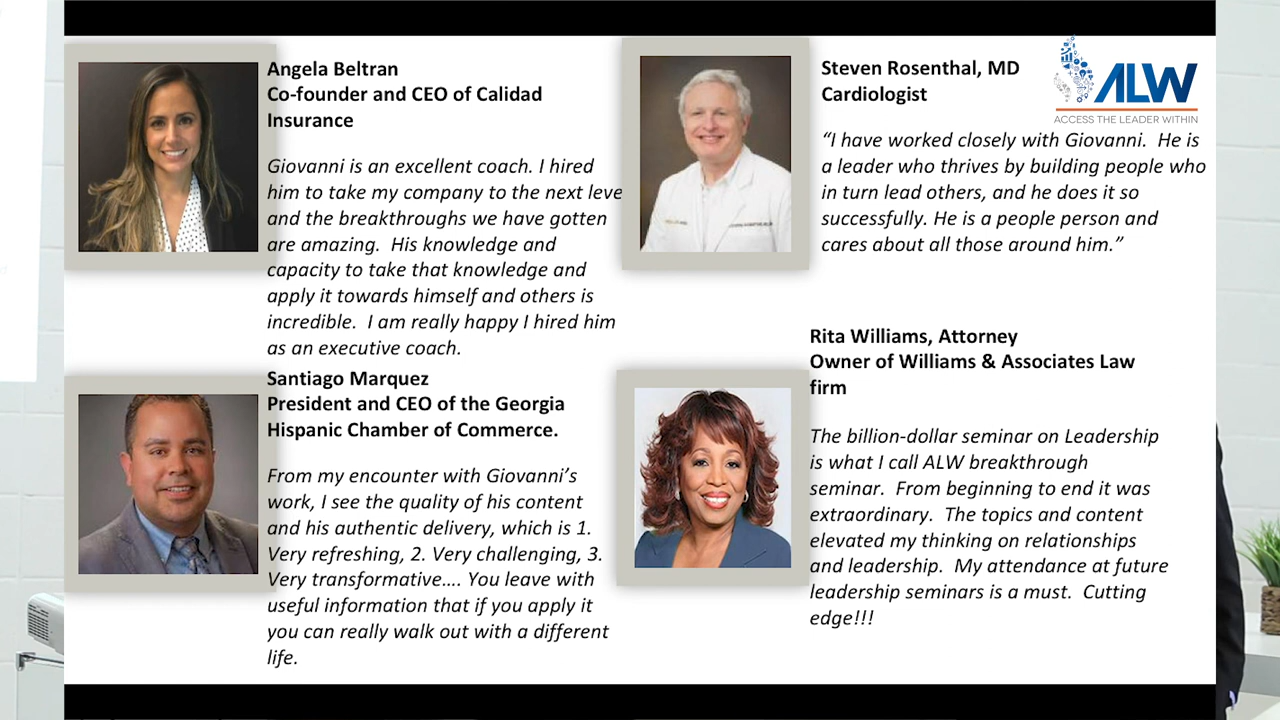 Angela Beltran
Co-founder and CEO of Calidad
Insurance
Giovanni is an excellent coach. I hired
him to take my company to the next leve
and the breakthroughs we have gotten
are amazing.  His knowledge and
capacity to take that knowledge and
apply it towards himself and others is
incredible.  I am really happy I hired him
as an executive coach.
Steven Rosenthal, MD
Cardiologist
“I have worked closely with Giovanni.  He is
a leader who thrives by building people who
in turn lead others, and he does it so
successfully. He is a people person and
cares about all those around him.”
ALW
ACCESS THE LEADER WITHIN
Santiago Marquez
President and CEO of the Georgia
Hispanic Chamber of Commerce.
From my encounter with Giovanni’s
work, I see the quality of his content
and his authentic delivery, which is 1.
Very refreshing, 2. Very challenging, 3.
Very transformative.... You leave with
useful information that if you apply it
you can really walk out with a different
life.
Rita Williams, Attorney
Owner of Williams & Associates Law
firm
The billion-dollar seminar on Leadership
is what I call ALW breakthrough
seminar.  From beginning to end it was
extraordinary.  The topics and content
elevated my thinking on relationships
and leadership.  My attendance at future
leadership seminars is a must.  Cutting
edge!!!